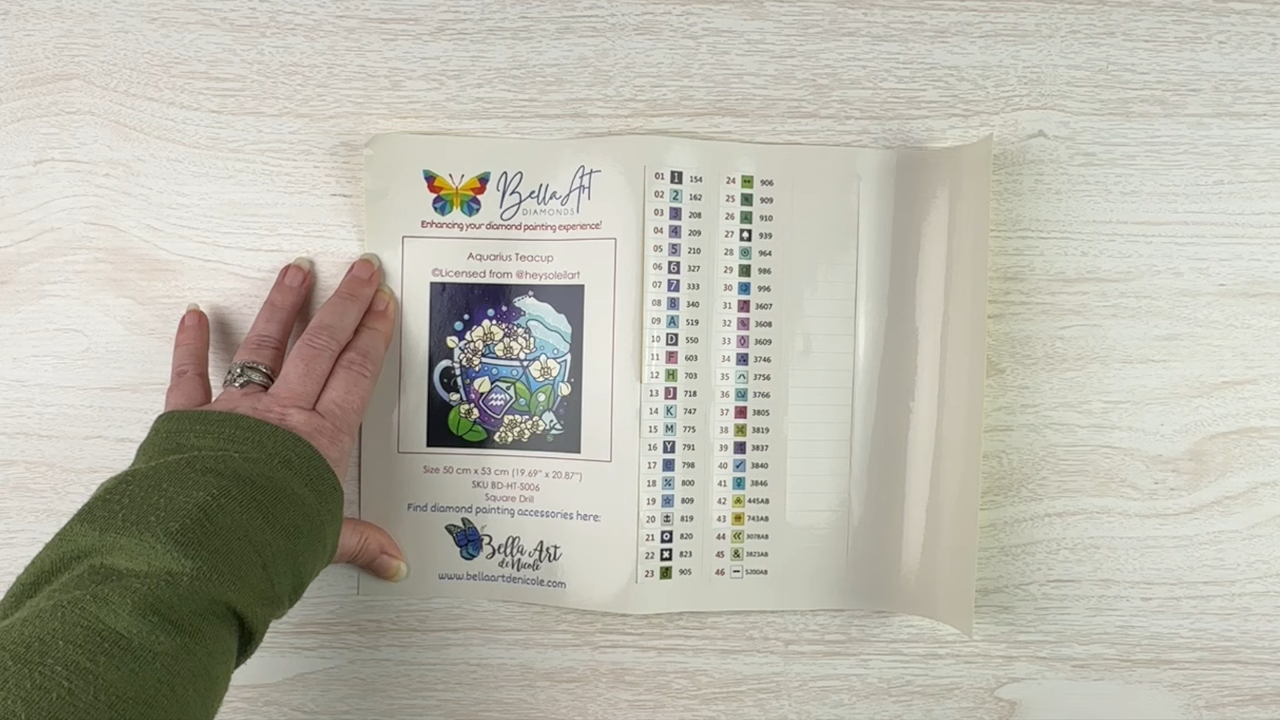 Bella Art
DIAMONDS
Enhancing your diamond painting experience!
Aquarius Teacup
©Licensed from @heysoleilart
Size 50 cm x 53 cm (19.69" x 20.87")
SKU BD-HT-S006
Square Drill
Find diamond painting accessories here:
Bella Art
de Nicole
www.bellaartdenicole.com
01 1 154
02 2 162
03 3 208
04 4 209
05 5 210
06 6 327
07 7 333
08 8 340
09 A 519
10 D 550
11 F 603
12 H 703
13 J 718
14 K 747
15 M 775
16 Y 791
17 e 798
18 % 800
19 ☆ 809
20 819
21 820
22 ✖ 823
23 ♂ 905
24 ↔ 906
25 909
26 910
27 ♠ 939
28 964
29 986
30 996
31 3607
32 3608
33 ◊ 3609
34 3746
35 3756
36 3766
37 3805
38 3819
39 3837
40 ✓ 3840
41 3846
42 445AB
43 743AB
44 « 3078AB
45 & 3823AB
46 − 5200AB